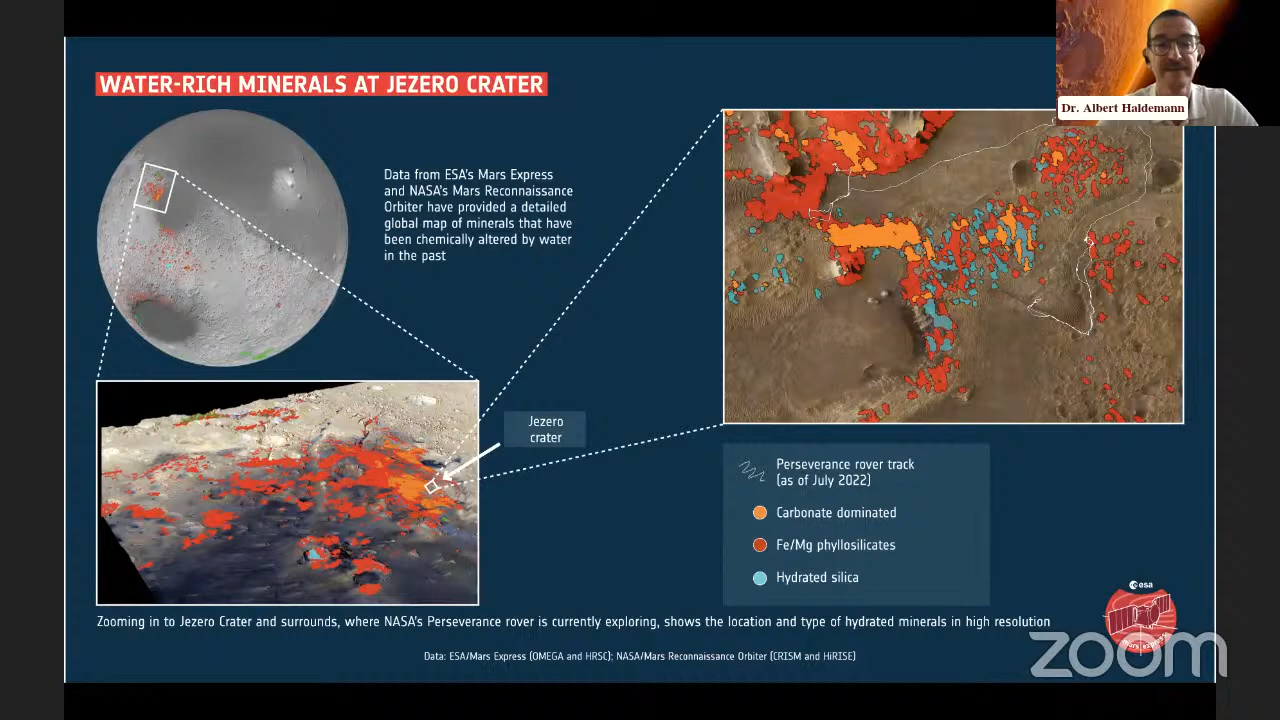 WATER-RICH MINERALS AT JEZERO CRATER
Dr. Albert Haldemann
Data from ESA's Mars Express
and NASA's Mars Reconnaissance
Orbiter have provided a detailed
global map of minerals that have
been chemically altered by water
in the past
Jezero
crater
Perseverance rover track
(as of July 2022)
Carbonate dominated
Fe/Mg phyllosilicates
Hydrated silica
esa
mars express
Zooming in to Jezero Crater and surrounds, where NASA's Perseverance rover is currently exploring, shows the location and type of hydrated minerals in high resolution
zoom
Data: ESA/Mars Express (OMEGA and HRSC); NASA/Mars Reconnaissance Orbiter (CRISM and HiRISE)